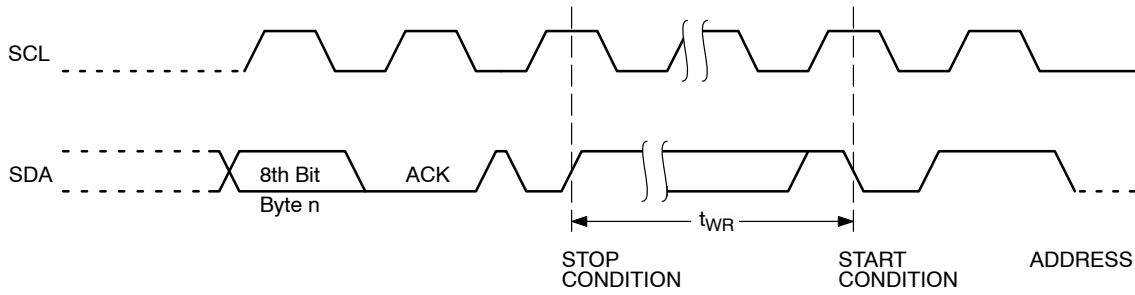 SCL
SDA
8th Bit
Byte n
ACK
tWR
STOP
CONDITION
START
CONDITION
ADDRESS